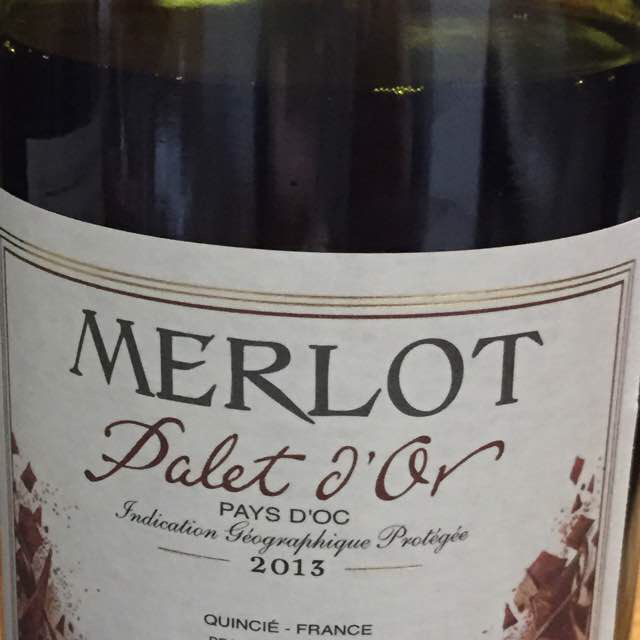 MERLOT
Palet d'Or
PAYS D'OC
Indication Géographique Protégée
2013
QUINCIÉ - FRANCE